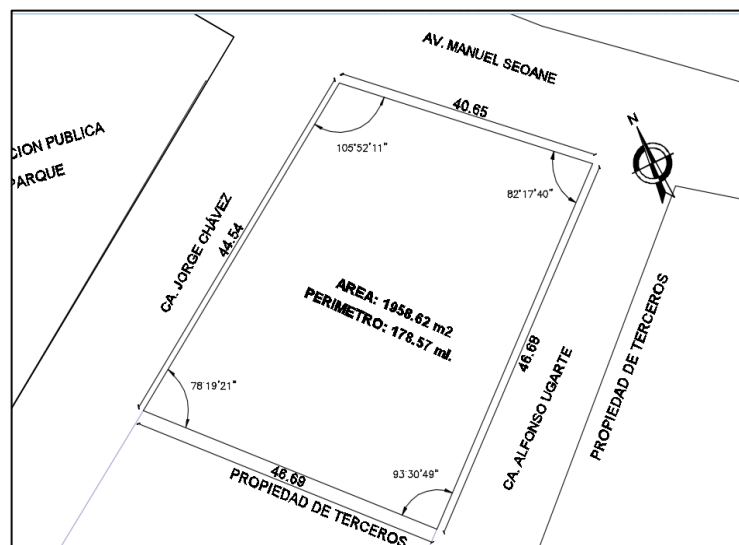 AV. MANUEL SEOANE
40.65
CION PUBLICA
PARQUE
105°52'11"
82°17'40"
N
CA. JORGE CHÁVEZ
44.54
AREA: 1958.62 m2
PERIMETRO: 178.57 ml.
46.68
CA. ALFONSO UGARTE
PROPIEDAD DE TERCEROS
78°19'21"
93°30'49"
46.69
PROPIEDAD DE TERCEROS